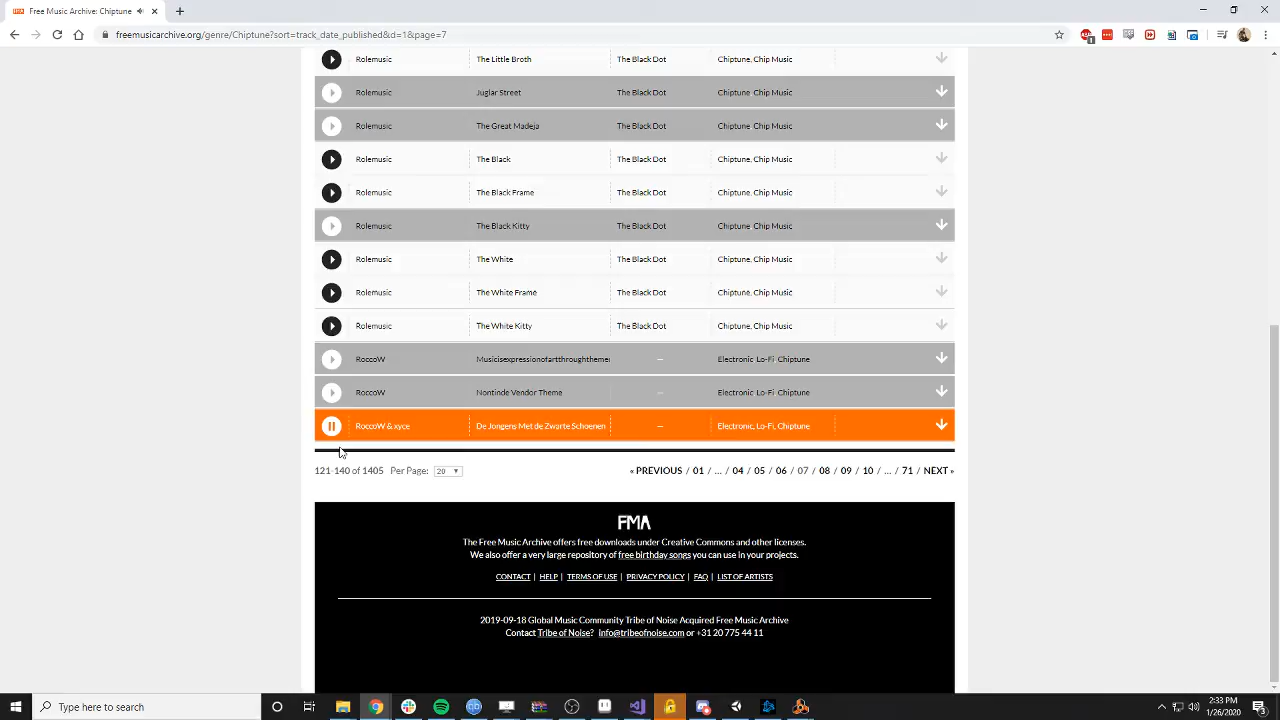 Free Music Archive: Chiptune
freemusicarchive.org/genre/Chiptune?sort=track_date_published&d=1&page=7
Rolemusic The Little Broth The Black Dot Chiptune, Chip Music
Rolemusic Juglar Street The Black Dot Chiptune Chip Music
Rolemusic The Great Madeja The Black Dot Chiptune, Chip Music
Rolemusic The Black The Black Dot Chiptune, Chip Music
Rolemusic The Black Frame The Black Dot Chiptune, Chip Music
Rolemusic The Black Kitty The Black Dot Chiptune Chip Music
Rolemusic The White The Black Dot Chiptune, Chip Music
Rolemusic The White Frame The Black Dot Chiptune, Chip Music
Rolemusic The White Kitty The Black Dot Chiptune, Chip Music
RoccoW Musicisexpressionofartthroughtheme — Electronic Lo-Fi Chiptune
RoccoW Nontinde Vendor Theme — Electronic Lo-Fi Chiptune
RoccoW & xyce De Jongens Met de Zwarte Schoenen — Electronic, Lo-Fi, Chiptune
121-140 of 1405 Per Page: 20 « PREVIOUS / 01 / ... / 04 / 05 / 06 / 07 / 08 / 09 / 10 / ... / 71 / NEXT »
FMA
The Free Music Archive offers free downloads under Creative Commons and other licenses.
We also offer a very large repository of free birthday songs you can use in your projects.
CONTACT | HELP | TERMS OF USE | PRIVACY POLICY | FAQ | LIST OF ARTISTS
2019-09-18 Global Music Community Tribe of Noise Acquired Free Music Archive
Contact Tribe of Noise? info@tribeofnoise.com or +31 20 775 44 11
Type here to search
2:33 PM
1/26/2020